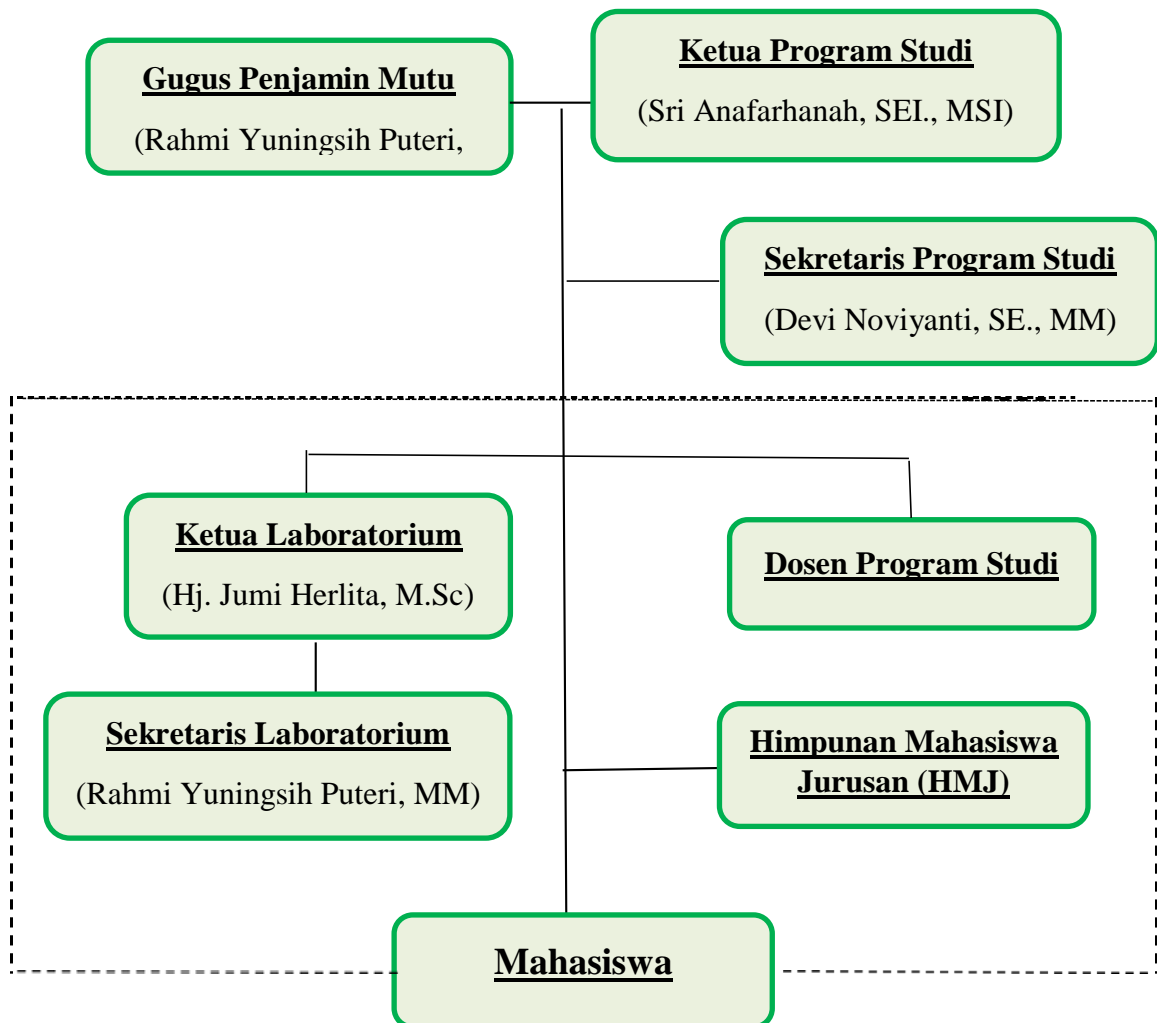 Gugus Penjamin Mutu
(Rahmi Yuningsih Puteri,
Ketua Program Studi
(Sri Anafarhanah, SEI., MSI)
Sekretaris Program Studi
(Devi Noviyanti, SE., MM)
Ketua Laboratorium
(Hj. Jumi Herlita, M.Sc)
Dosen Program Studi
Sekretaris Laboratorium
(Rahmi Yuningsih Puteri, MM)
Himpunan Mahasiswa
Jurusan (HMJ)
Mahasiswa